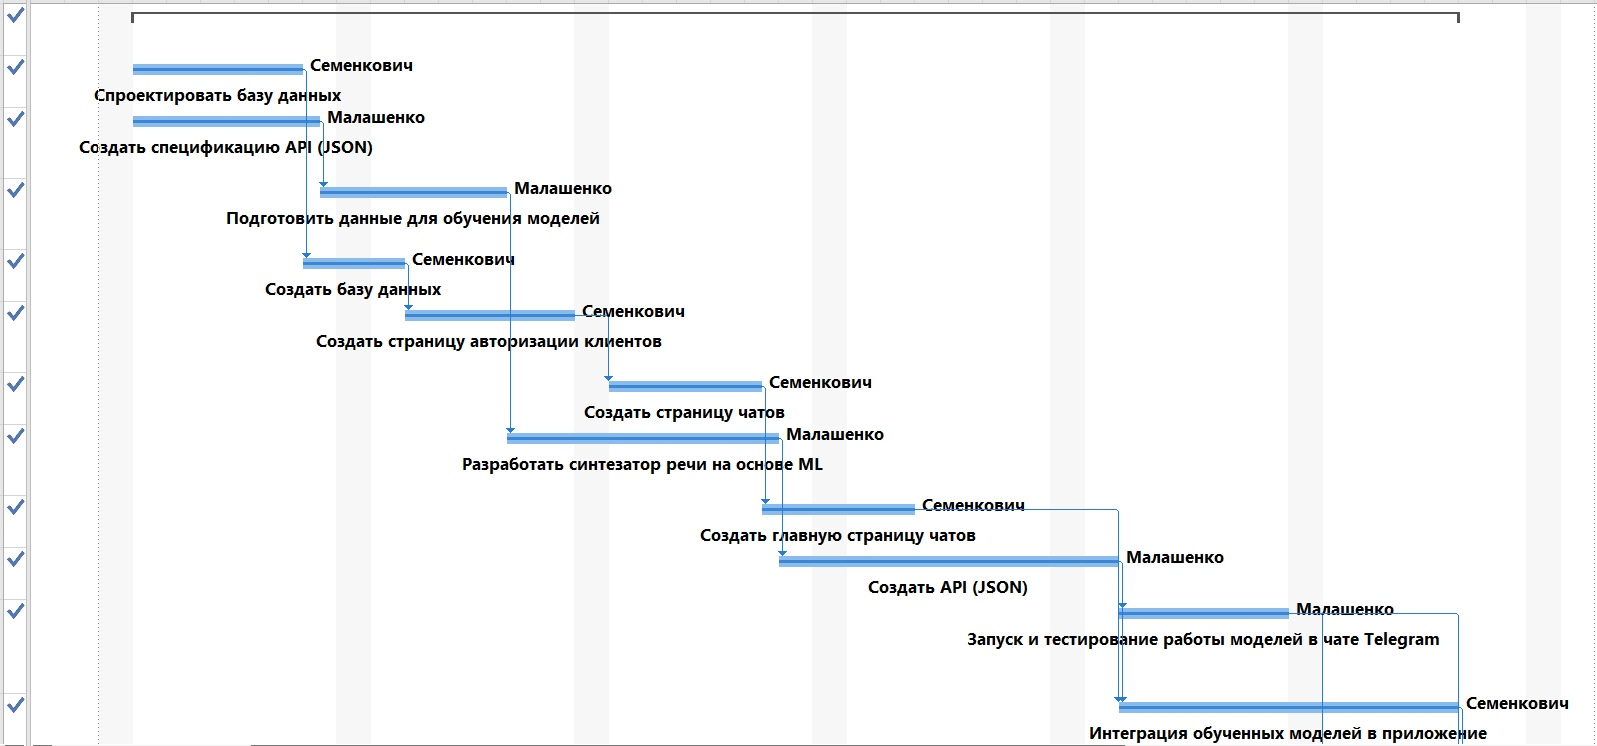 Семенкович
Спроектировать базу данных
Малашенко
Создать спецификацию API (JSON)
Малашенко
Подготовить данные для обучения моделей
Семенкович
Создать базу данных
Семенкович
Создать страницу авторизации клиентов
Семенкович
Создать страницу чатов
Малашенко
Разработать синтезатор речи на основе ML
Семенкович
Создать главную страницу чатов
Малашенко
Создать API (JSON)
Малашенко
Запуск и тестирование работы моделей в чате Telegram
Семенкович
Интеграция обученных моделей в приложение